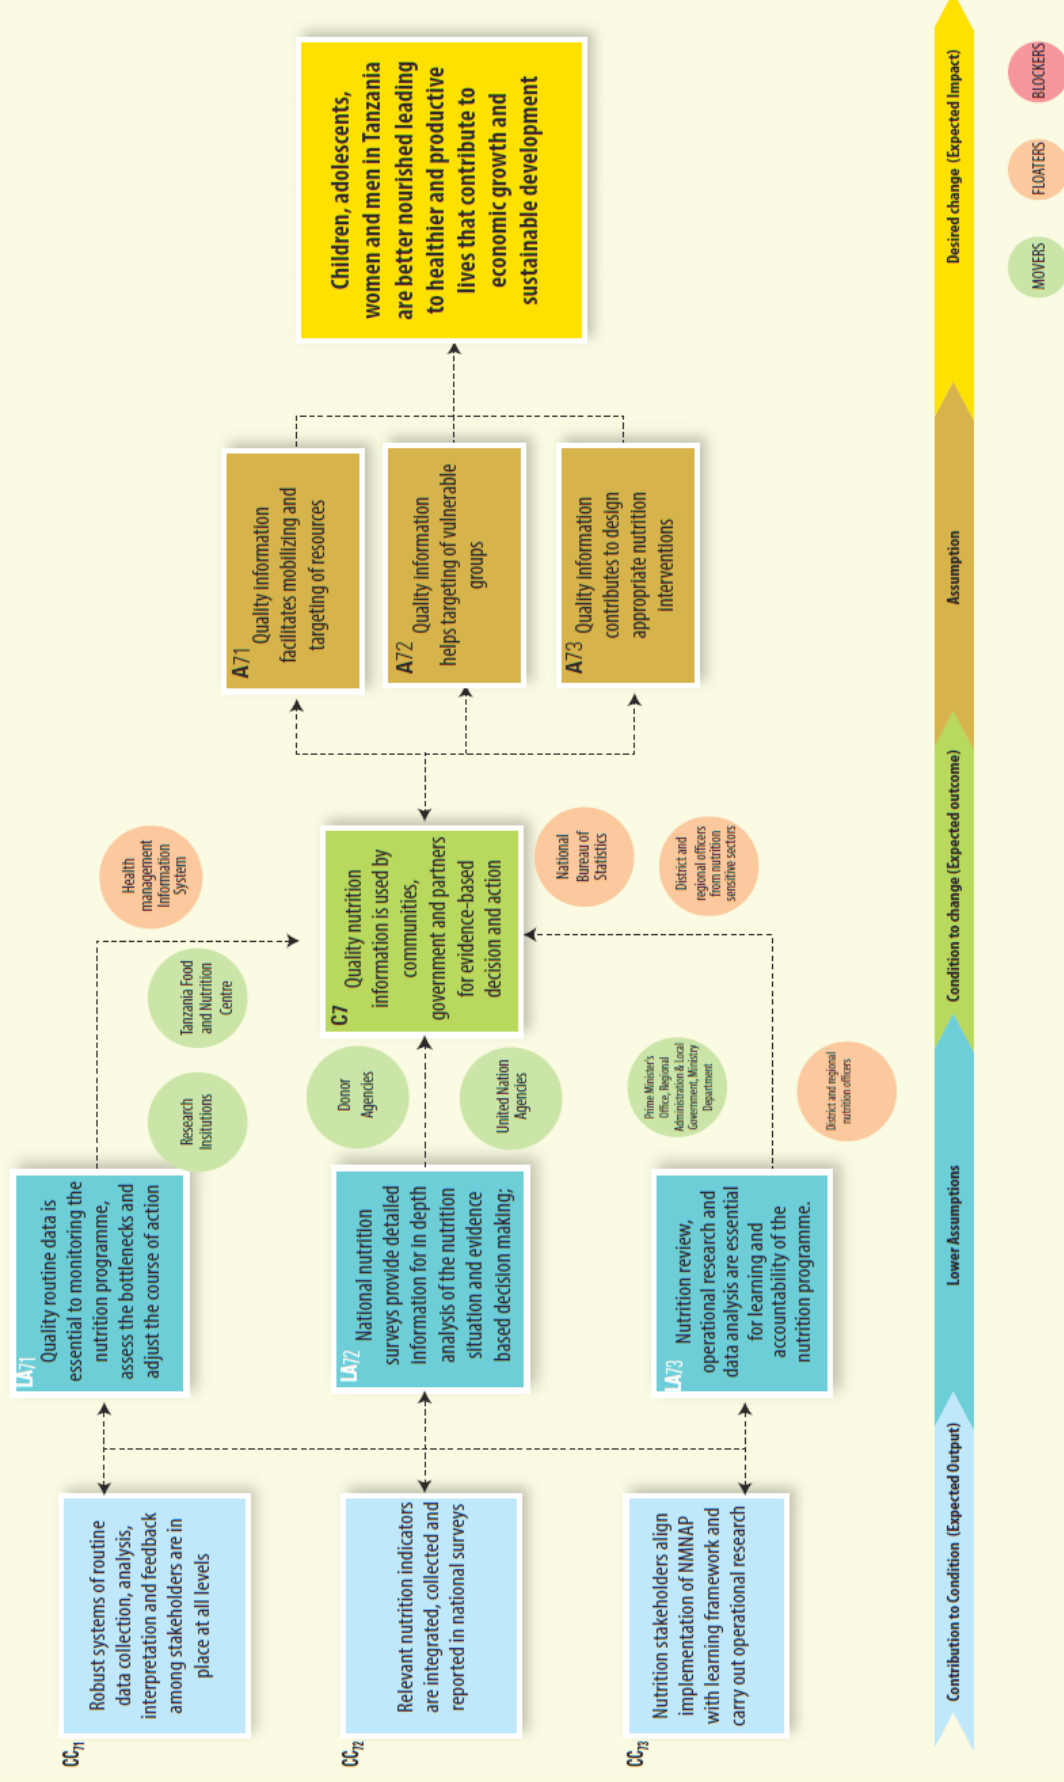 CC71
Robust systems of routine
data collection, analysis,
interpretation and feedback
among stakeholders are in
place at all levels
CC72
Relevant nutrition indicators
are integrated, collected and
reported in national surveys
CC73
Nutrition stakeholders align
implementation of NMNAP
with learning framework and
carry out operational research
LA71
Quality routine data is
essential to monitoring the
nutrition programme,
assess the bottlenecks and
adjust the course of action
LA72
National nutrition
surveys provide detailed
information for in depth
analysis of the nutrition
situation and evidence
based decision making;
LA73
Nutrition review,
operational research and
data analysis are essential
for learning and
accountability of the
nutrition programme.
Research
Insitutions
Tanzania Food
and Nutrition
Centre
Health
management
Information
System
Donor
Agencies
United Nation
Agencies
Prime Minister's
Office, Regional
Administration & Local
Government, Ministry
Department
District and regional
nutrition officers
C7 Quality nutrition
information is used by
communities,
government and partners
for evidence-based
decision and action
National
Bureau of
Statistics
District and
regional officers
from nutrition
sensitive sectors
A71
Quality information
facilitates mobilizing and
targeting of resources
A72 Quality information
helps targeting of vulnerable
groups
A73 Quality information
contributes to design
appropriate nutrition
interventions
Children, adolescents,
women and men in Tanzania
are better nourished leading
to healthier and productive
lives that contribute to
economic growth and
sustainable development
Contribution to Condition (Expected Output)
Lower Assumptions
Condition to change (Expected outcome)
Assumption
Desired change (Expected Impact)
MOVERS
FLOATERS
BLOCKERS